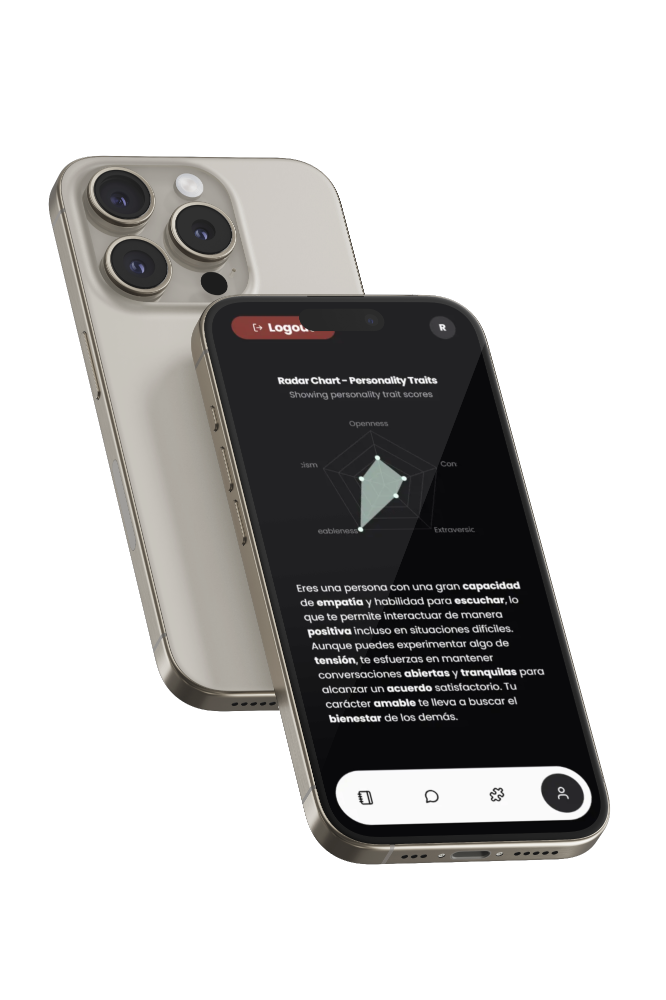 Logou
R
Radar Chart - Personality Traits
Showing personality trait scores
Openness
ism
Con
eableness
Extraversic
Eres una persona con una gran capacidad
de empatía y habilidad para escuchar, lo
que te permite interactuar de manera
positiva incluso en situaciones difíciles.
Aunque puedes experimentar algo de
tensión, te esfuerzas en mantener
conversaciones abiertas y tranquilas para
alcanzar un acuerdo satisfactorio. Tu
carácter amable te lleva a buscar el
bienestar de los demás.